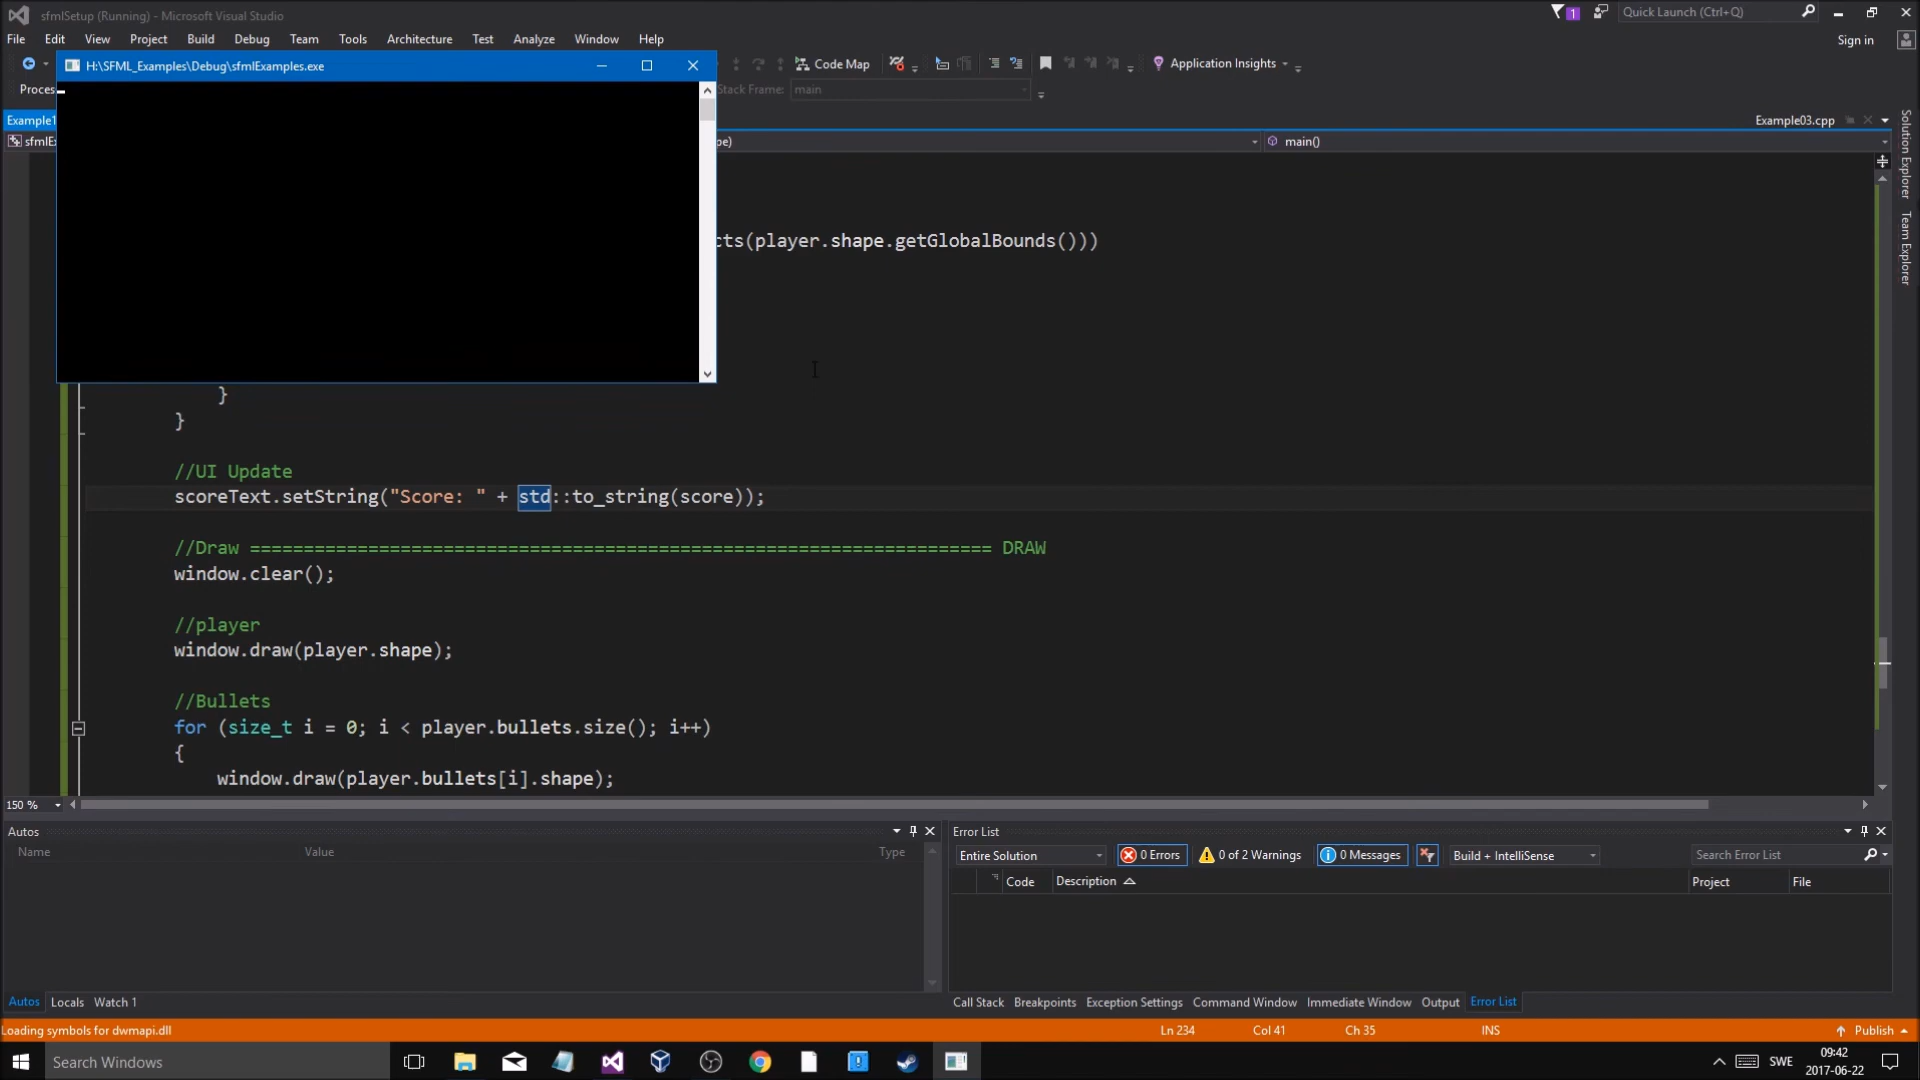 sfmlSetup (Running) - Microsoft Visual Studio
1
Quick Launch (Ctrl+Q)
File Edit View Project Build Debug Team Tools Architecture Test Analyze Window Help
Sign in
H:\SFML_Examples\Debug\sfmlExamples.exe
Code Map
Application Insights
Proces
Stack Frame: main
Example1
Example03.cpp
sfmlEx
pe)
main()
Solution Explorer
Team Explorer
cts(player.shape.getGlobalBounds()))
}
}
//UI Update
scoreText.setString("Score: " + std::to_string(score));
//Draw ===================================================================== DRAW
window.clear();
//player
window.draw(player.shape);
//Bullets
for (size_t i = 0; i < player.bullets.size(); i++)
{
window.draw(player.bullets[i].shape);
150 %
Autos
Name Value Type
Autos Locals Watch 1
Error List
Entire Solution 0 Errors 0 of 2 Warnings 0 Messages Build + IntelliSense Search Error List
Code Description Project File
Call Stack Breakpoints Exception Settings Command Window Immediate Window Output Error List
Loading symbols for dwmapi.dll
Ln 234 Col 41 Ch 35 INS
Publish
Search Windows
SWE
09:42
2017-06-22